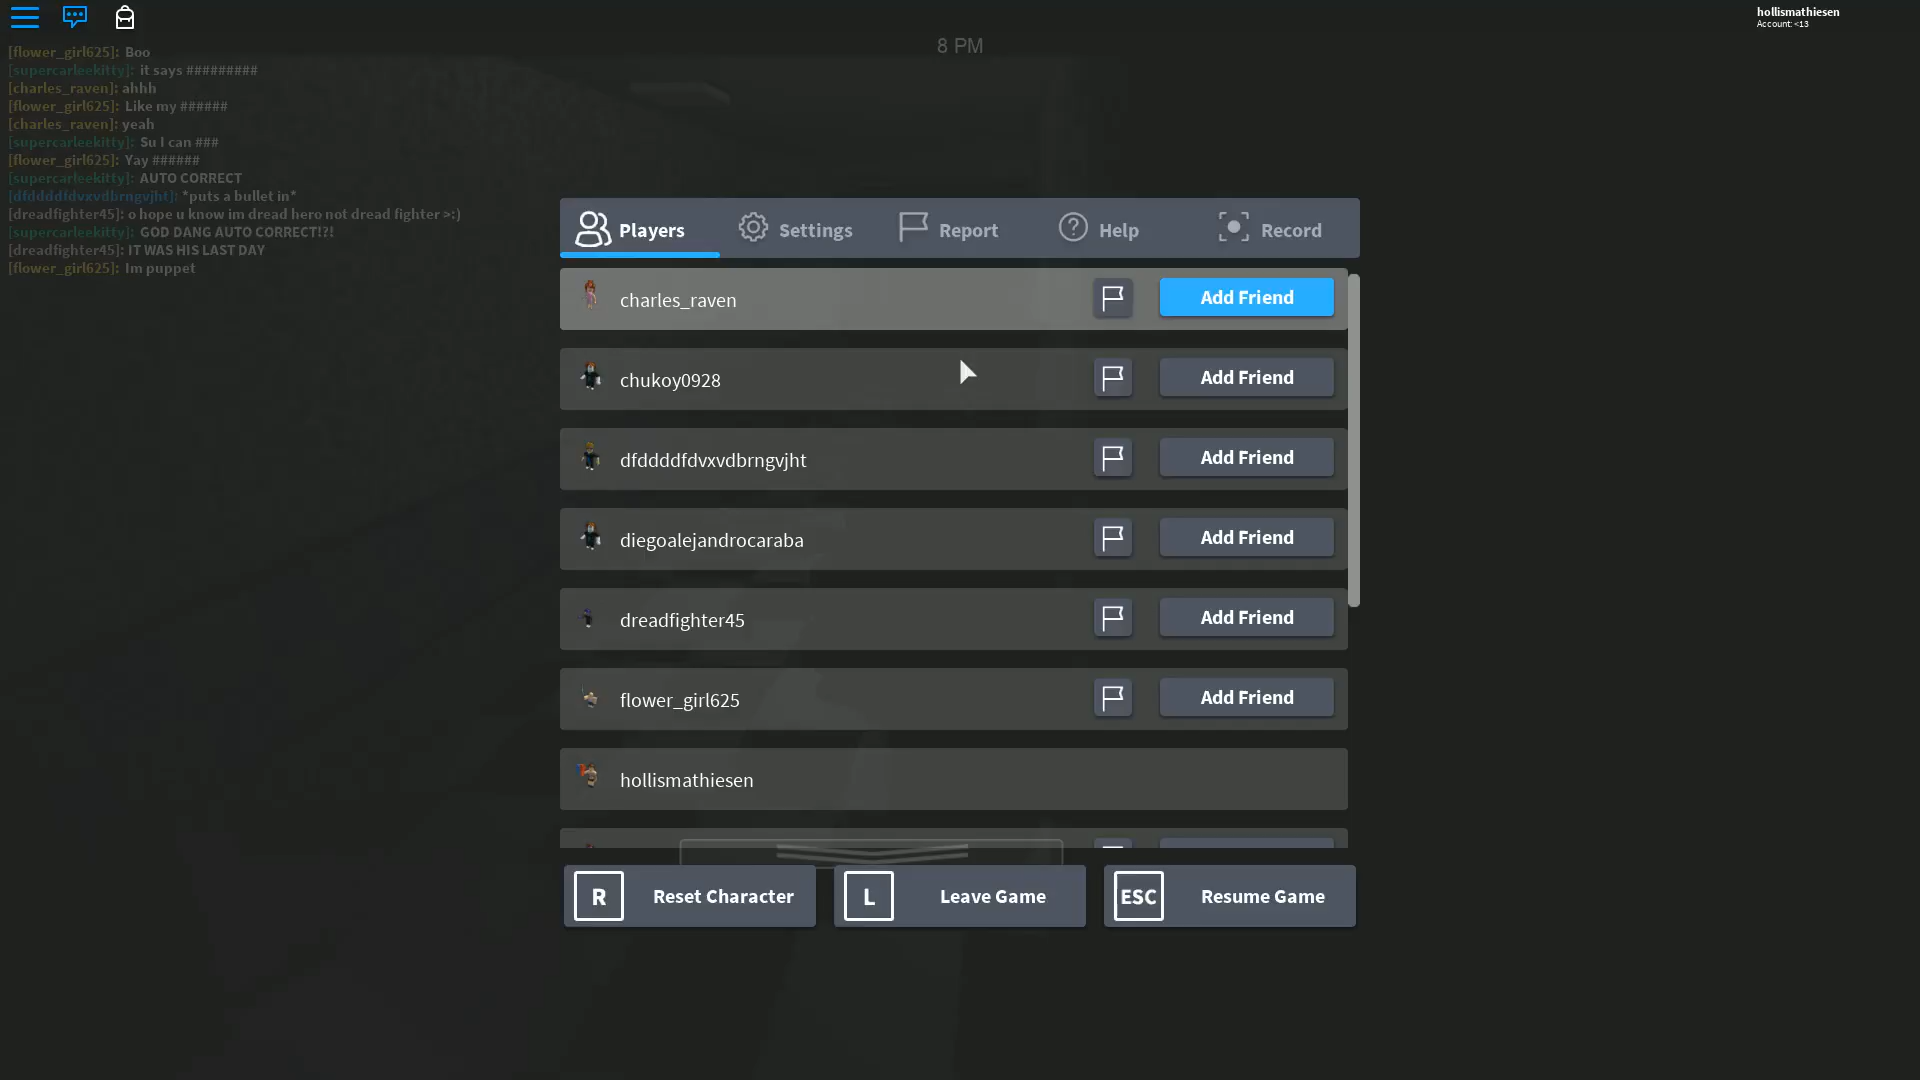 hollismathiesen
Account: <13
8 PM
[flower_girl625]: Boo
[supercarleekitty]: it says #########
[charles_raven]: ahhh
[flower_girl625]: Like my ######
[charles_raven]: yeah
[supercarleekitty]: Su I can ###
[flower_girl625]: Yay ######
[supercarleekitty]: AUTO CORRECT
[dfddddfdvxvdbrngvjht]: *puts a bullet in*
[dreadfighter45]: o hope u know im dread hero not dread fighter >:)
[supercarleekitty]: GOD DANG AUTO CORRECT!?!
[dreadfighter45]: IT WAS HIS LAST DAY
[flower_girl625]: Im puppet
Players Settings Report Help Record
charles_raven Add Friend
chukoy0928 Add Friend
dfddddfdvxvdbrngvjht Add Friend
diegoalejandrocaraba Add Friend
dreadfighter45 Add Friend
flower_girl625 Add Friend
hollismathiesen
R Reset Character L Leave Game ESC Resume Game